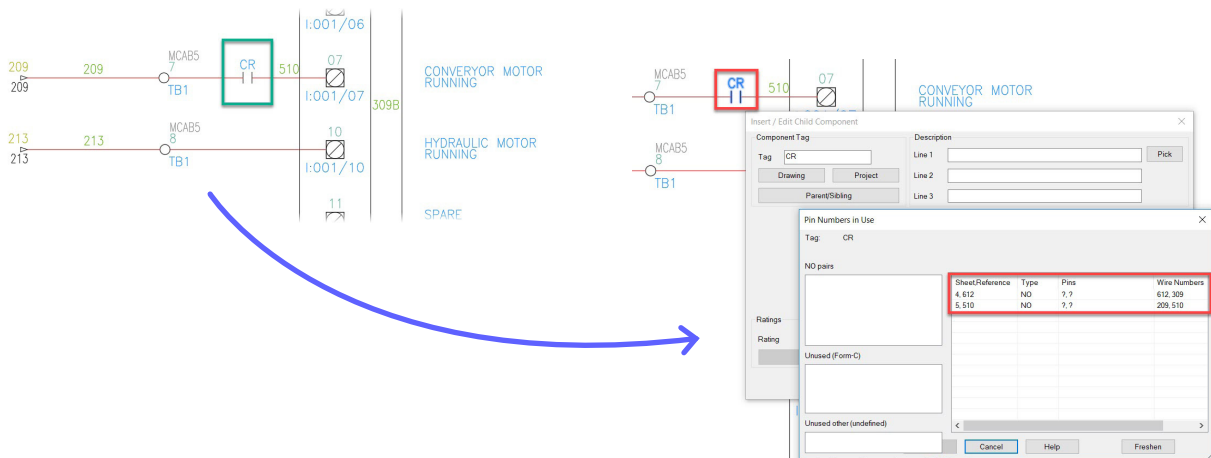 I:001/06
MCAB5
209
209
7
CR
510
07
209
TB1
I:001/07
309B
CONVERYOR MOTOR
RUNNING
MCAB5
213
213
8
10
213
TB1
I:001/10
HYDRAULIC MOTOR
RUNNING
11
SPARE
MCAB5
7
CR
510
07
TB1
CONVEYOR MOTOR
RUNNING
MCAB5
8
TB1
Insert / Edit Child Component
Component Tag
Tag
CR
Drawing
Project
Parent/Sibling
Description
Line 1
Pick
Line 2
Line 3
Ratings
Rating
Pin Numbers in Use
Tag: CR
NO pairs
Sheet,Reference Type Pins Wire Numbers
4, 612 NO ?, ? 612, 309
5, 510 NO ?, ? 209, 510
Unused (Form-C)
Unused other (undefined)
Cancel
Help
Freshen